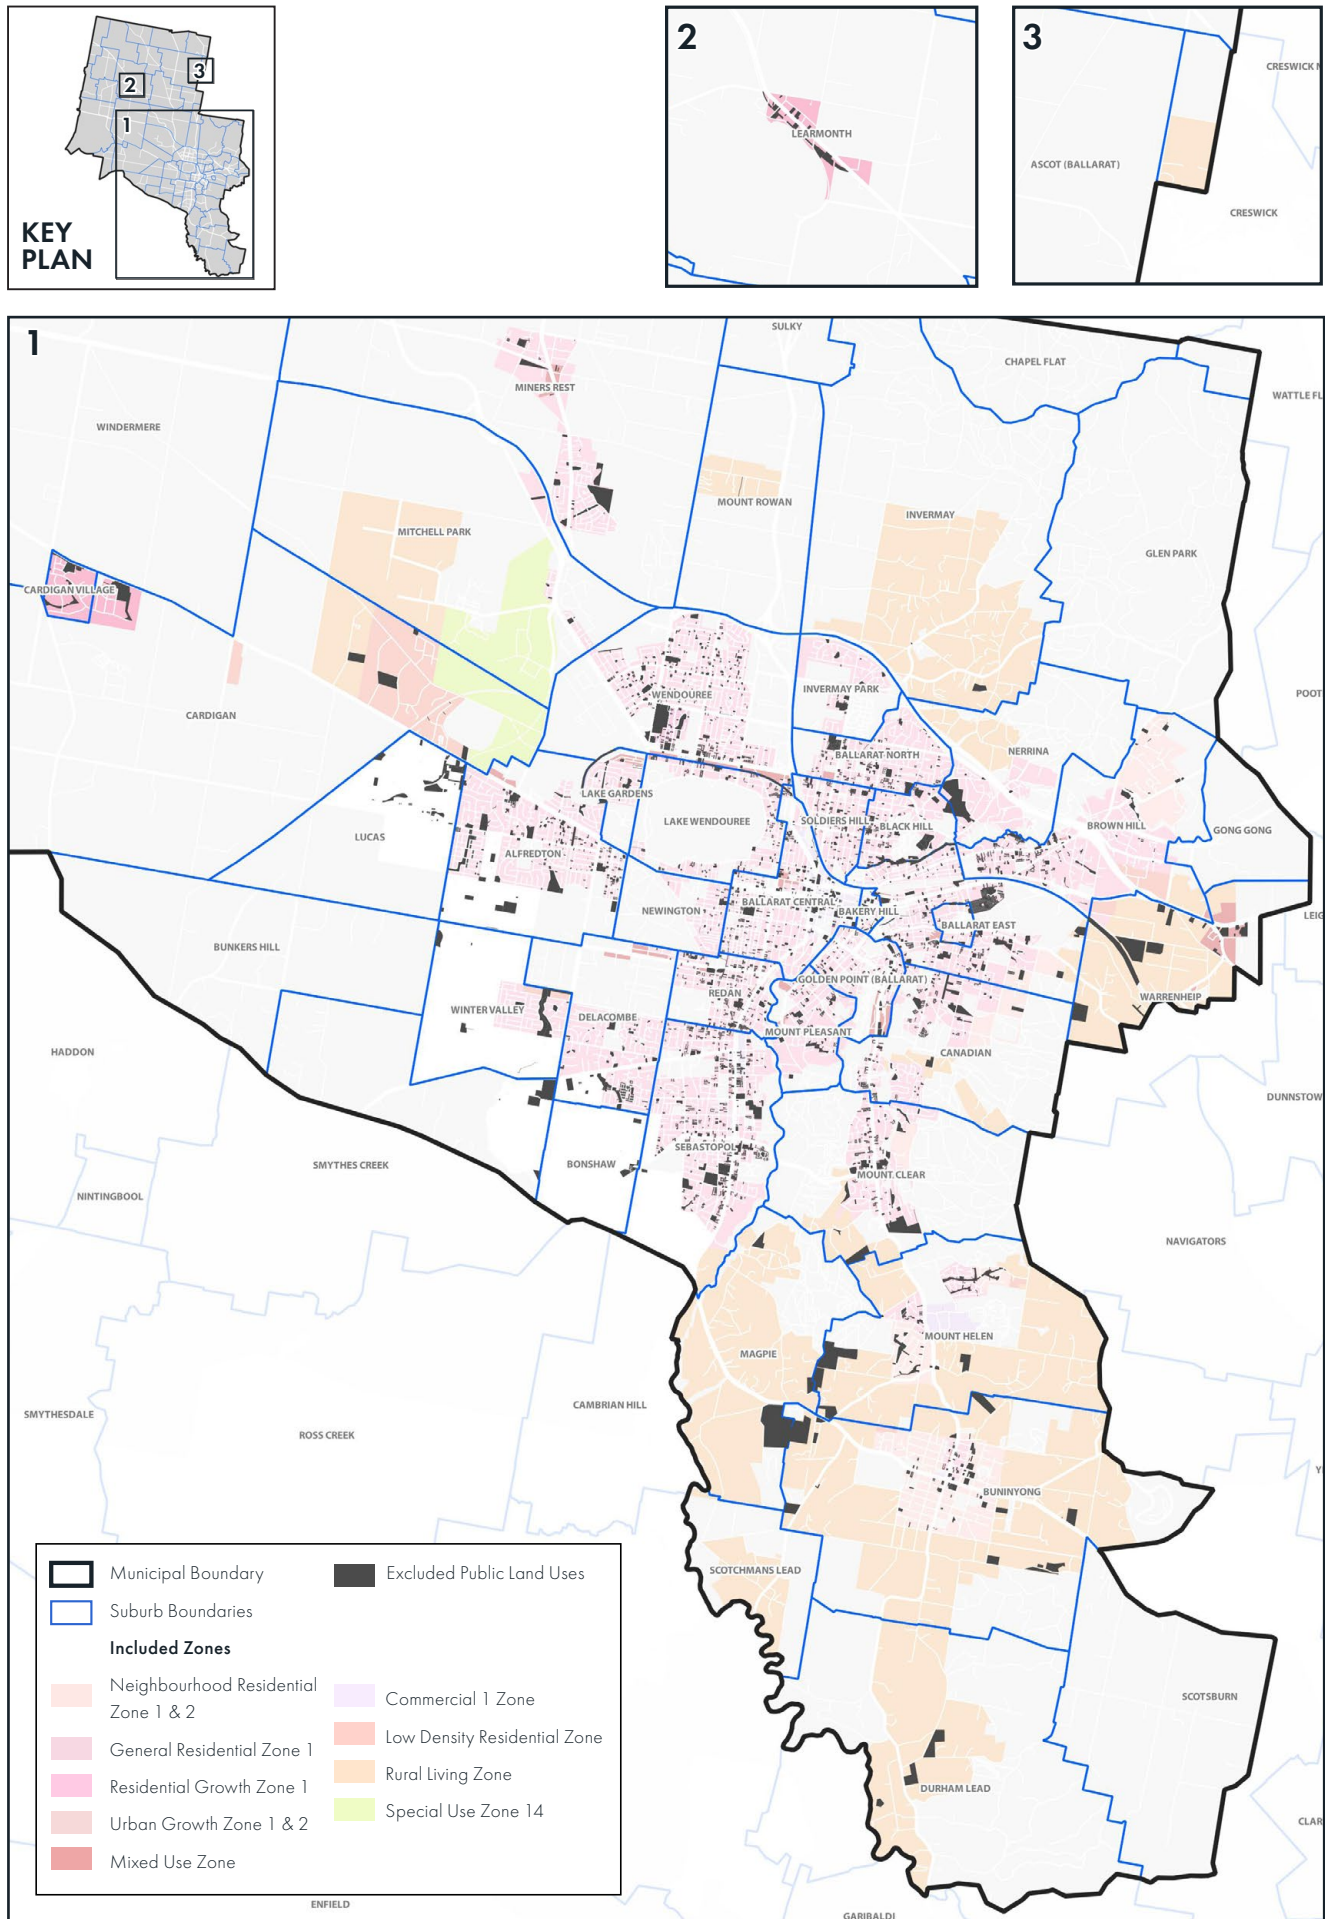 2
3
1
KEY
PLAN
2
LEARMONTH
3
CRESWICK
ASCOT (BALLARAT)
CRESWICK
1
SULKY
CHAPEL FLAT
MINERS REST
WATTLE FL
WINDERMERE
MOUNT ROWAN
INVERMAY
MITCHELL PARK
GLEN PARK
CARDIGAN VILLAGE
WENDOUREE
INVERMAY PARK
POOT
CARDIGAN
NERRINA
BALLARAT NORTH
LAKE GARDENS
LAKE WENDOUREE
SOLDIERS HILL
BLACK HILL
BROWN HILL
GONG GONG
LUCAS
ALFREDTON
NEWINGTON
BALLARAT CENTRAL
BAKERY HILL
BALLARAT EAST
LEIG
BUNKERS HILL
REDAN
GOLDEN POINT (BALLARAT)
WARRENHEIP
WINTER VALLEY
DELACOMBE
MOUNT PLEASANT
HADDON
CANADIAN
DUNNSTOW
SEBASTOPOL
SMYTHES CREEK
BONSHAW
MOUNT CLEAR
NINTINGBOOL
NAVIGATORS
MOUNT HELEN
MAGPIE
SMYTHESDALE
CAMBRIAN HILL
ROSS CREEK
BUNINYONG
SCOTCHMANS LEAD
SCOTSBURN
DURHAM LEAD
CLAR
Municipal Boundary
Excluded Public Land Uses
Suburb Boundaries
Included Zones
Neighbourhood Residential
Zone 1 & 2
Commercial 1 Zone
General Residential Zone 1
Low Density Residential Zone
Residential Growth Zone 1
Rural Living Zone
Urban Growth Zone 1 & 2
Special Use Zone 14
Mixed Use Zone
ENFIELD
GARIBALDI